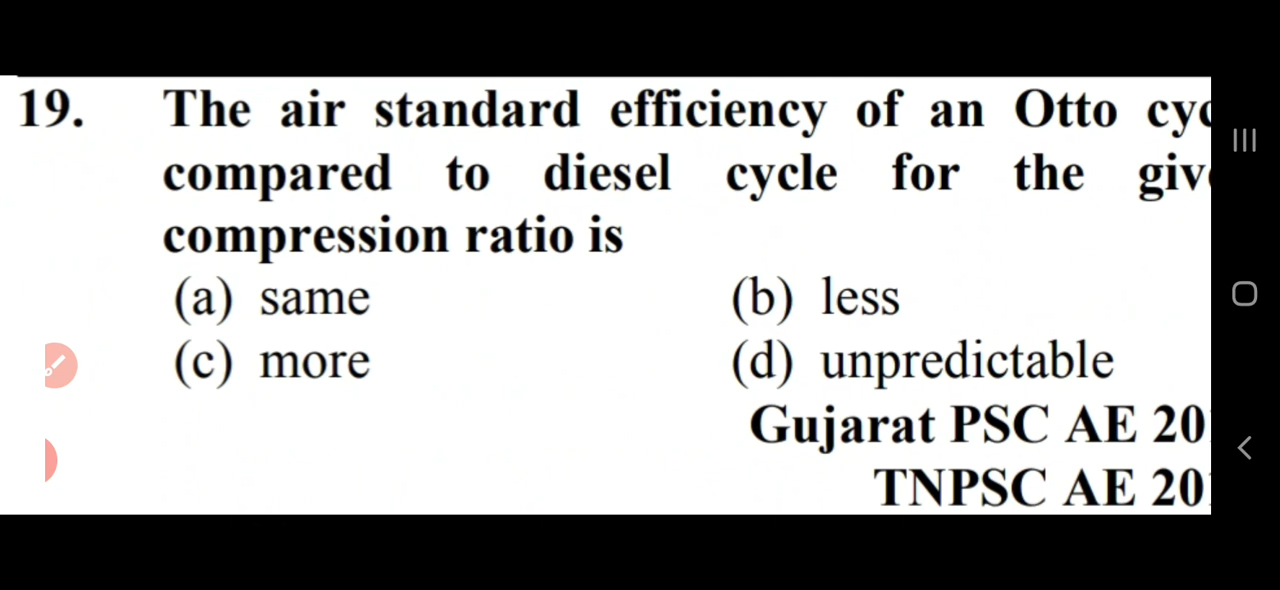 19. The air standard efficiency of an Otto
compared to diesel cycle for the
compression ratio is
(a) same (b) less
(c) more (d) unpredictable
Gujarat PSC AE
TNPSC AE